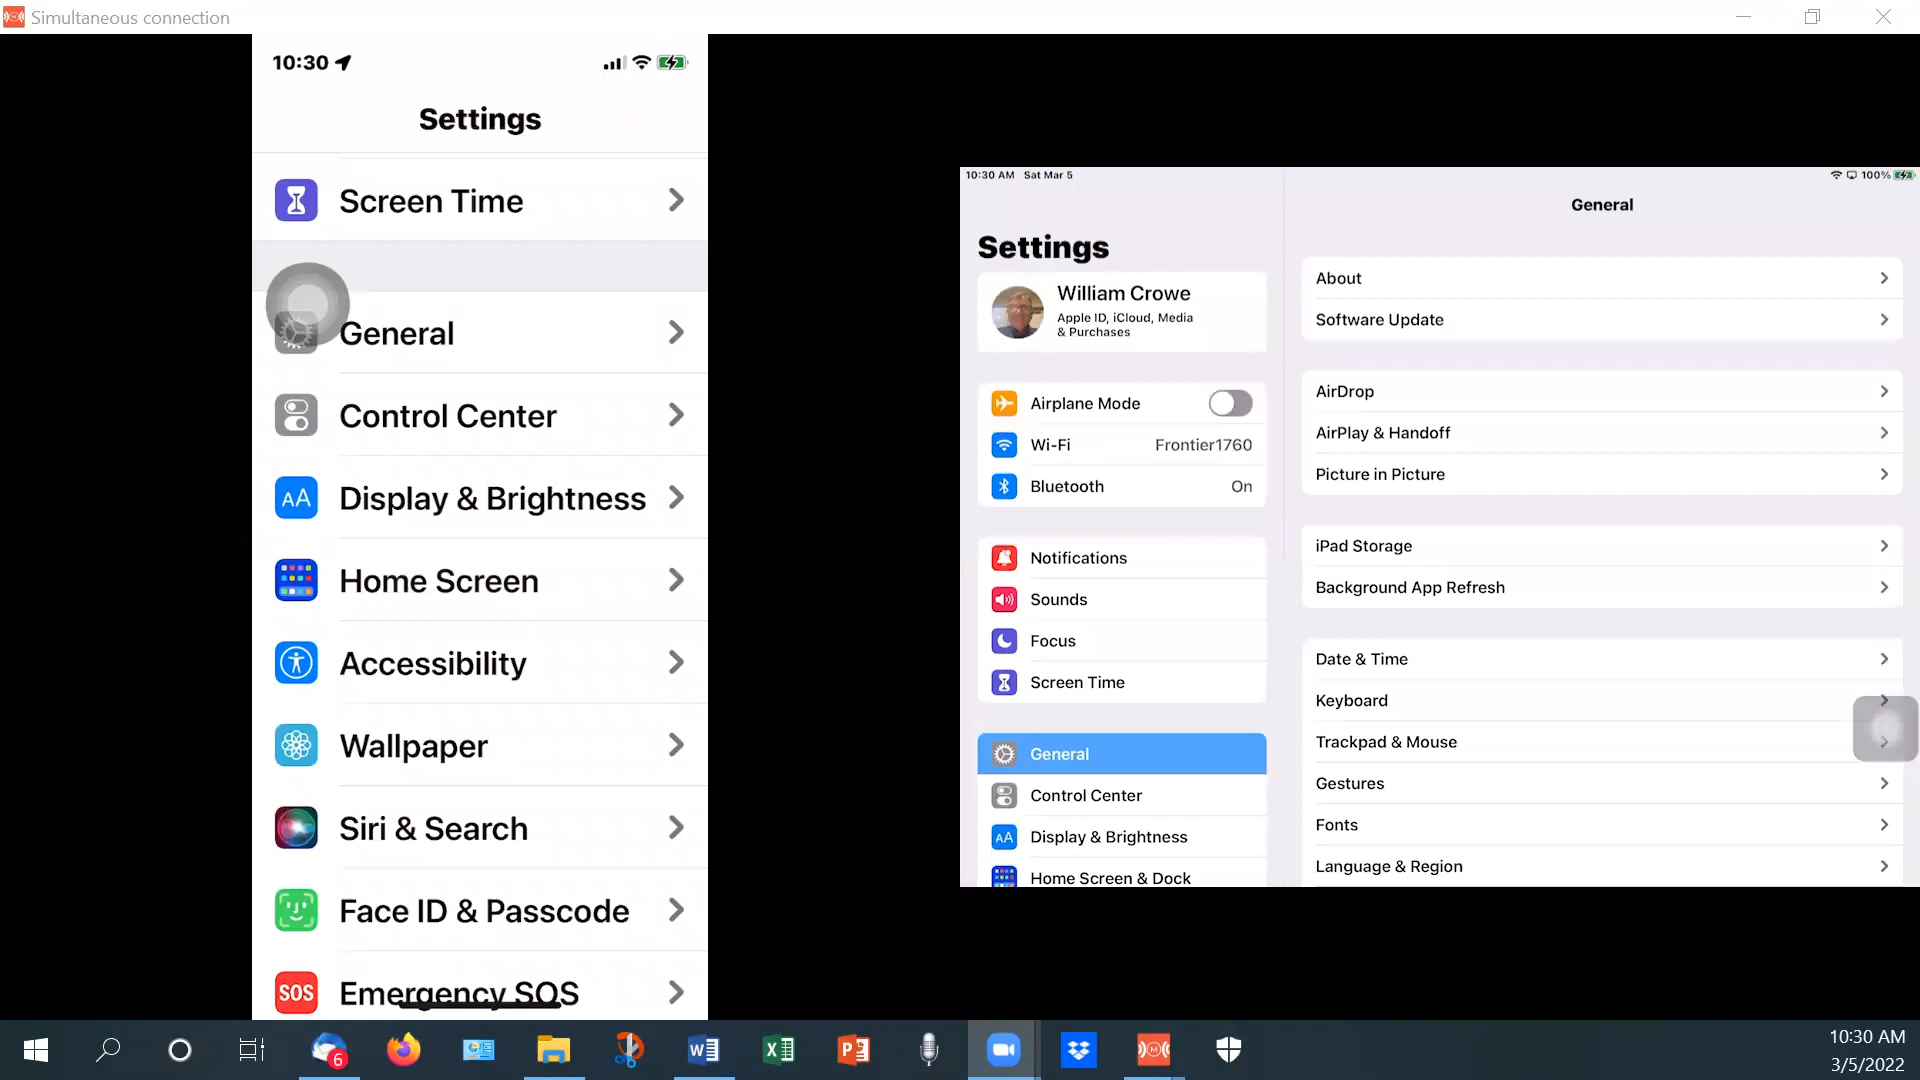 Simultaneous connection
10:30
Settings
Screen Time
General
Control Center
AA
Display & Brightness
Home Screen
Accessibility
Wallpaper
Siri & Search
Face ID & Passcode
SOS
Emergency SOS
10:30 AM Sat Mar 5
100%
Settings
William Crowe
Apple ID, iCloud, Media
& Purchases
Airplane Mode
Wi-Fi Frontier1760
Bluetooth On
Notifications
Sounds
Focus
Screen Time
General
Control Center
AA
Display & Brightness
Home Screen & Dock
General
About
Software Update
AirDrop
AirPlay & Handoff
Picture in Picture
iPad Storage
Background App Refresh
Date & Time
Keyboard
Trackpad & Mouse
Gestures
Fonts
Language & Region
6
W
X
P
M
10:30 AM
3/5/2022